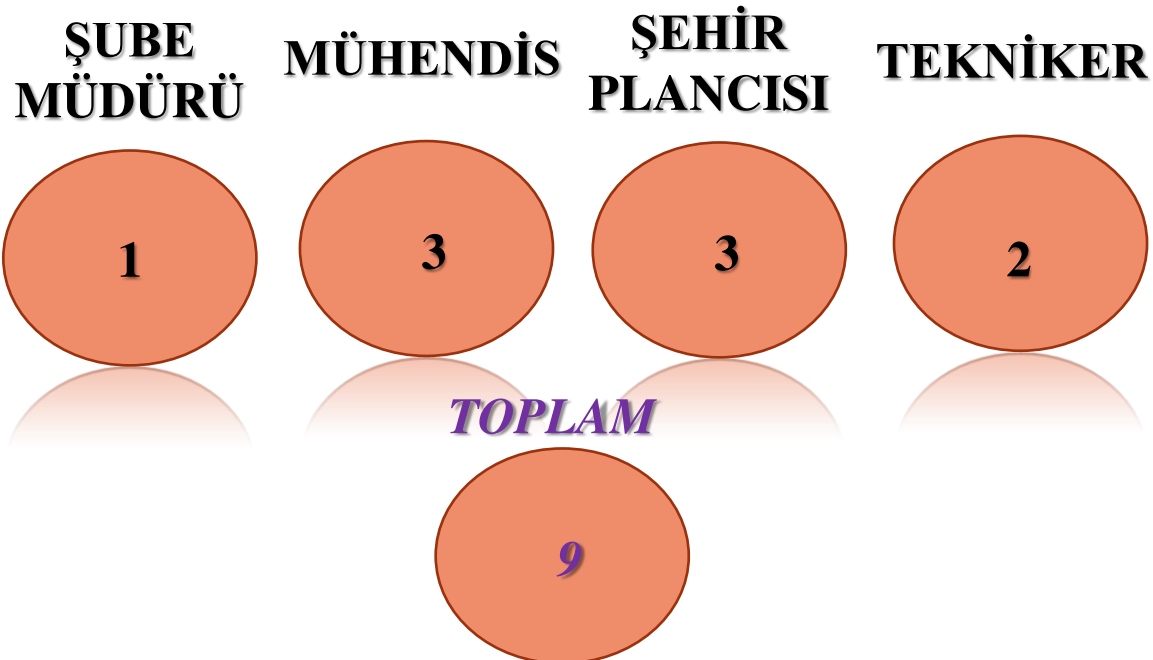 ŞUBE
MÜDÜRÜ
MÜHENDİS
ŞEHİR
PLANCISI
TEKNİKER
1
3
3
2
TOPLAM
9